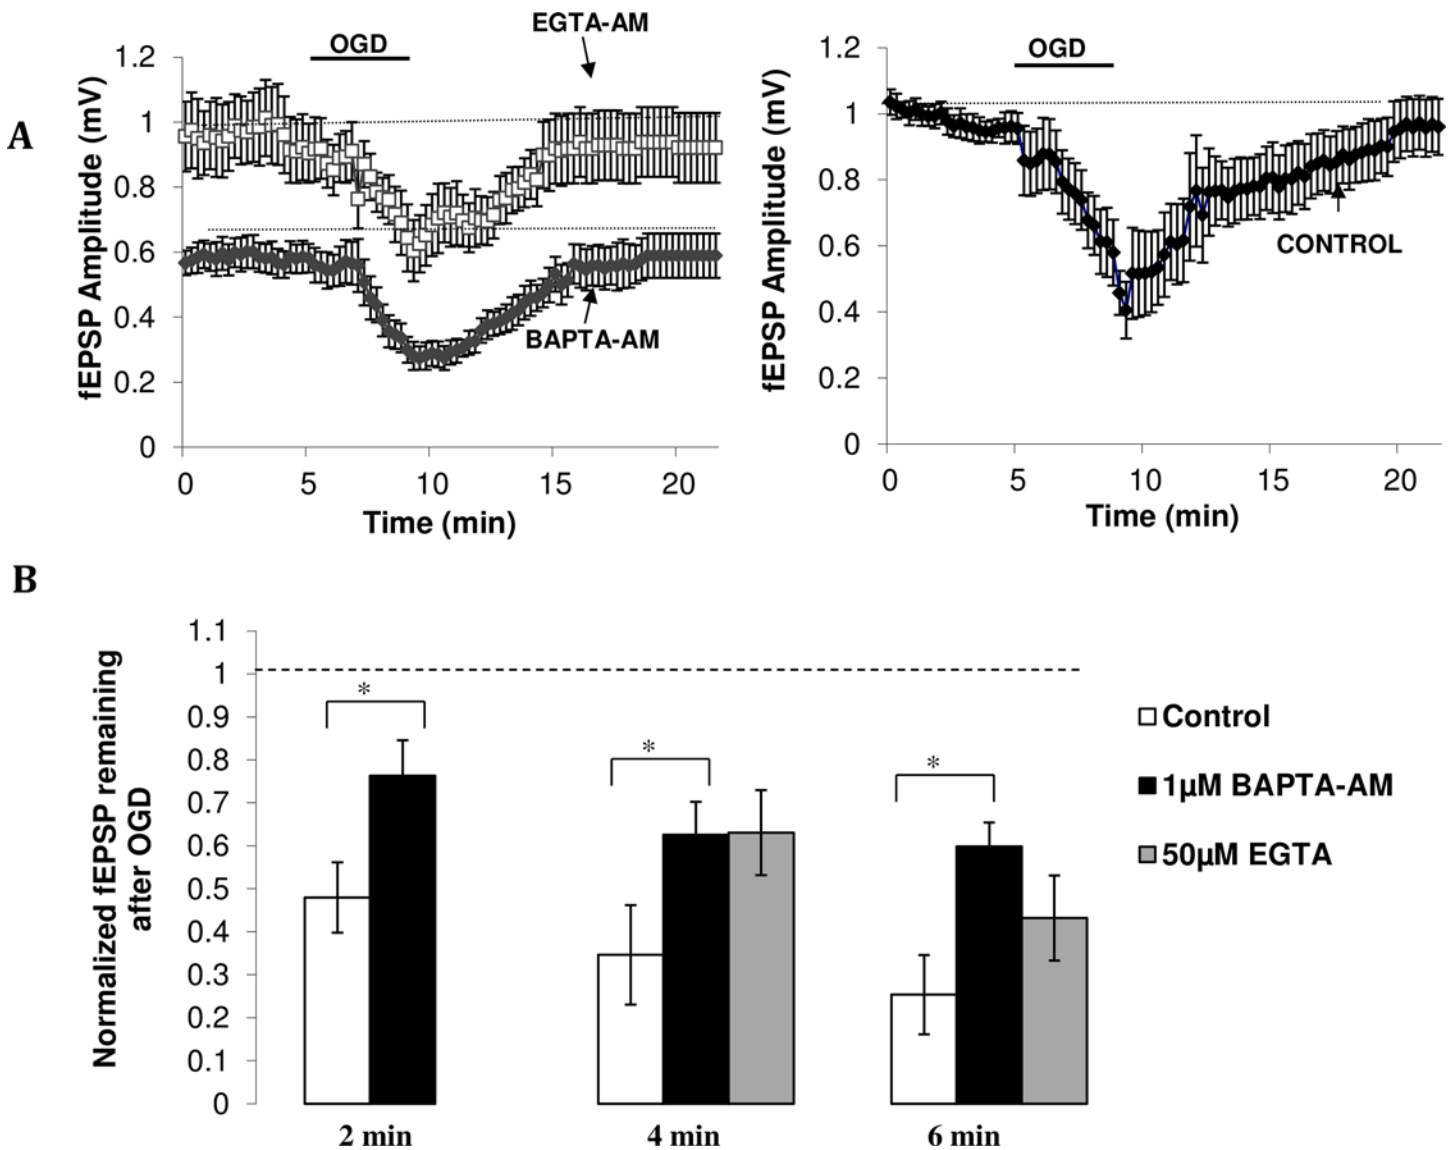 A
EGTA-AM
OGD
1.2
1
0.8
0.6
0.4
0.2
0
fEPSP Amplitude (mV)
BAPTA-AM
0 5 10 15 20
Time (min)
OGD
1.2
1
0.8
0.6
0.4
0.2
0
fEPSP Amplitude (mV)
CONTROL
0 5 10 15 20
Time (min)
B
1.1
1
0.9
0.8
0.7
0.6
0.5
0.4
0.3
0.2
0.1
0
Normalized fEPSP remaining
after OGD
*
*
*
2 min 4 min 6 min
Control
1µM BAPTA-AM
50µM EGTA